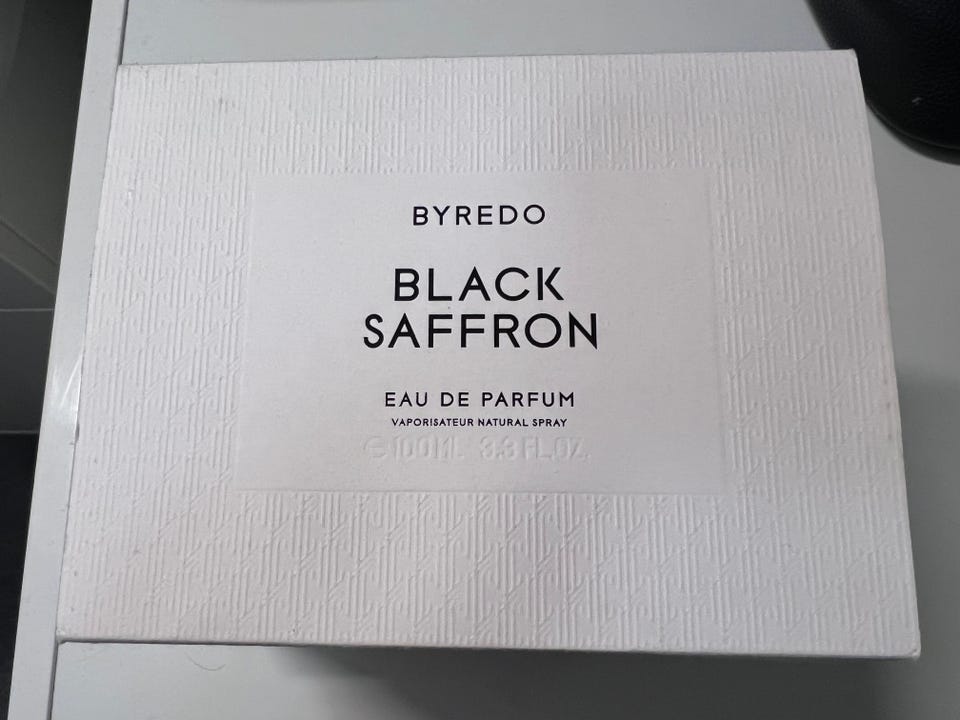 BYREDO
BLACK
SAFFRON
EAU DE PARFUM
VAPORISATEUR NATURAL SPRAY
℮ 100ML 3.3 FL.OZ.